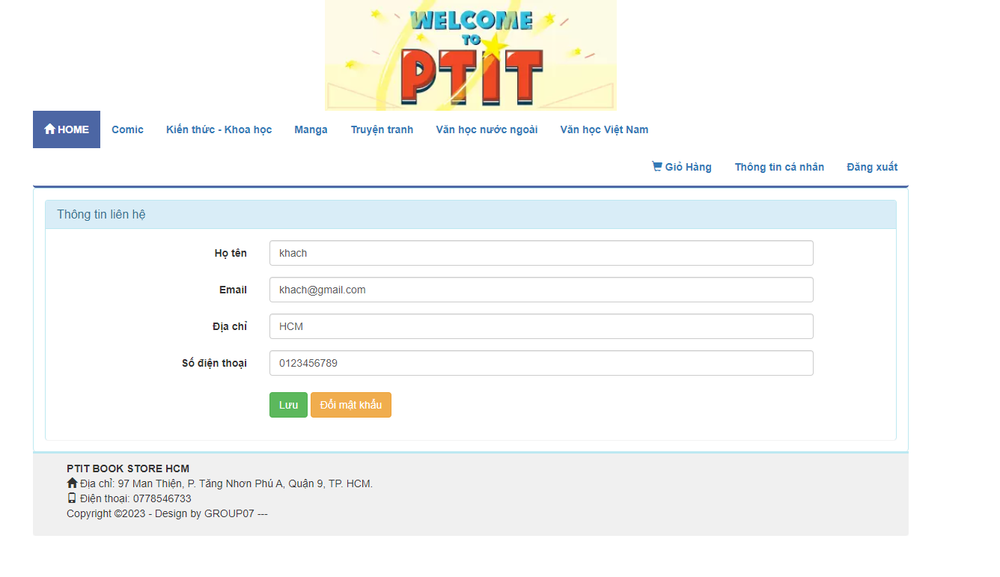 WELCOME
TO
PTIT
HOME Comic Kiến thức - Khoa học Manga Truyện tranh Văn học nước ngoài Văn học Việt Nam
Giỏ Hàng Thông tin cá nhân Đăng xuất
Thông tin liên hệ
Họ tên khach
Email khach@gmail.com
Địa chỉ HCM
Số điện thoại 0123456789
Lưu Đổi mật khẩu
PTIT BOOK STORE HCM
Địa chỉ: 97 Man Thiện, P. Tăng Nhơn Phú A, Quận 9, TP. HCM.
Điện thoại: 0778546733
Copyright ©2023 - Design by GROUP07 ---